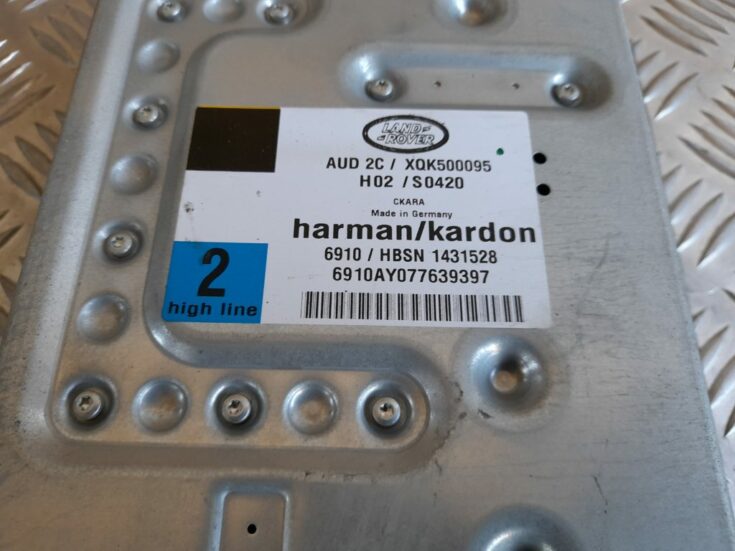 LAND-
ROVER
AUD 2C / XQK500095
H02 / S0420
CKARA
Made in Germany
harman/kardon
6910 / HBSN 1431528
6910AY077639397
2
high line